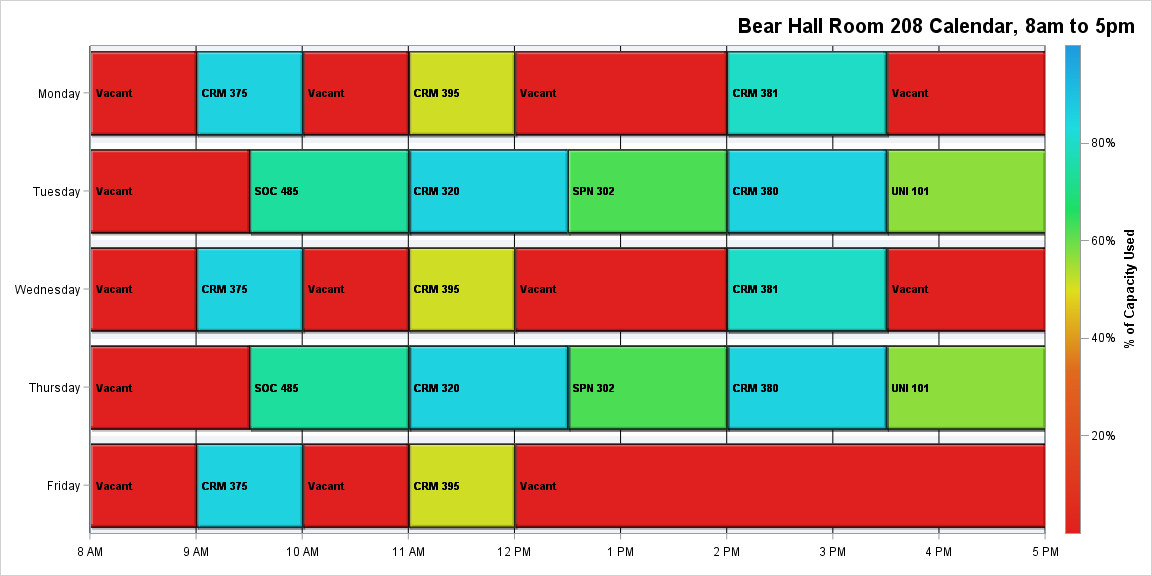 Bear Hall Room 208 Calendar, 8am to 5pm
Monday
Vacant
CRM 375
Vacant
CRM 395
Vacant
CRM 381
Vacant
Tuesday
Vacant
SOC 485
CRM 320
SPN 302
CRM 380
UNI 101
Wednesday
Vacant
CRM 375
Vacant
CRM 395
Vacant
CRM 381
Vacant
Thursday
Vacant
SOC 485
CRM 320
SPN 302
CRM 380
UNI 101
Friday
Vacant
CRM 375
Vacant
CRM 395
Vacant
8 AM
9 AM
10 AM
11 AM
12 PM
1 PM
2 PM
3 PM
4 PM
5 PM
80%
60%
40%
20%
% of Capacity Used